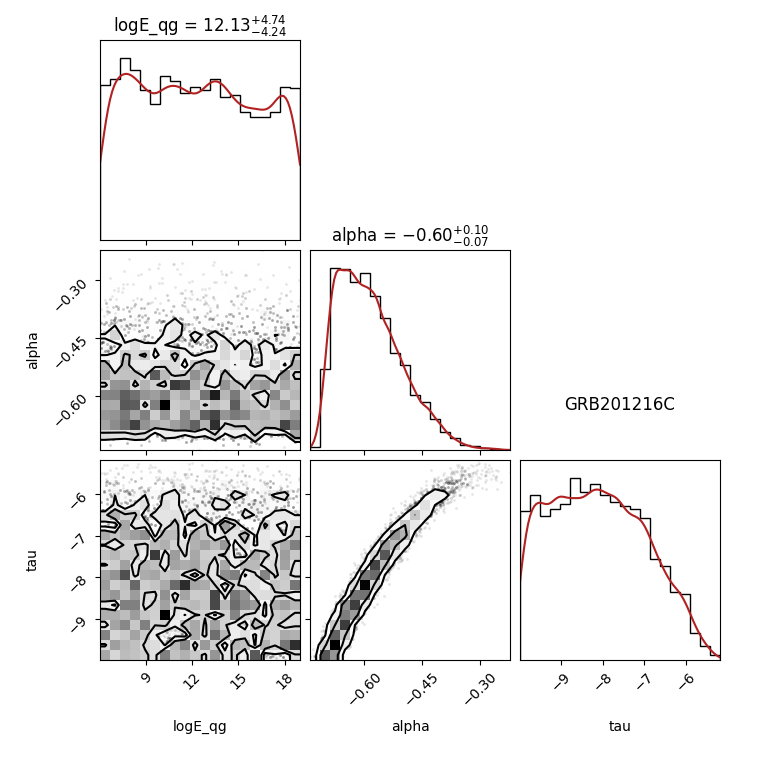 logE_qg = 12.13$^{+4.74}_{-4.24}$
alpha = −0.60$^{+0.10}_{-0.07}$
−0.30
−0.45
−0.60
alpha
GRB201216C
−6
−7
−8
−9
tau
9 12 15 18
−0.60 −0.45 −0.30
−9 −8 −7 −6
logE_qg alpha tau